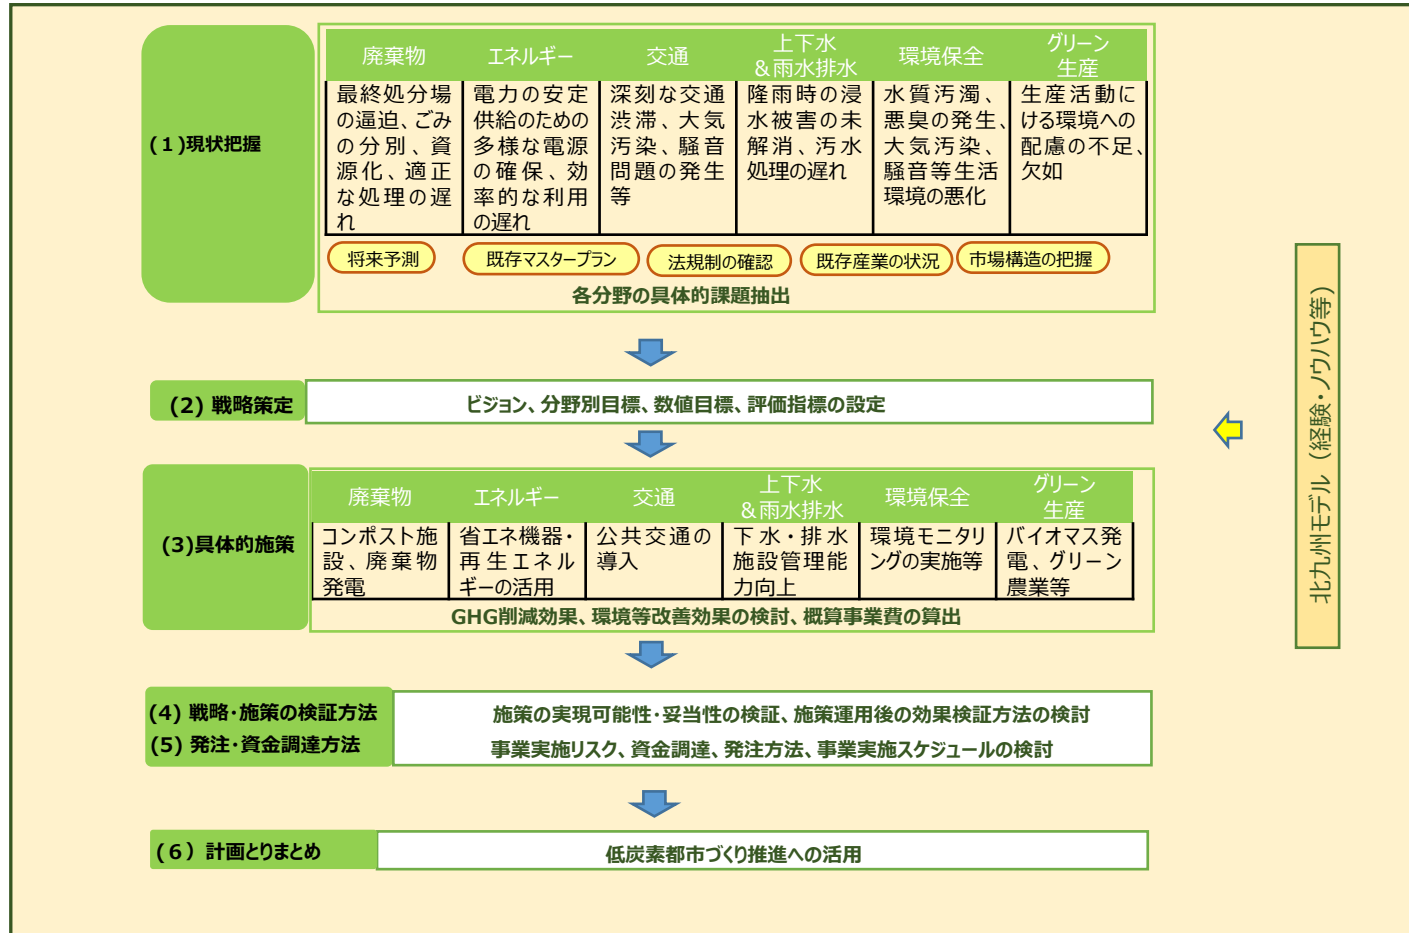 (1)現状把握
廃棄物
最終処分場
の逼迫、ごみ
の分別、資
源化、適正
な処理の遅
れ
エネルギー
電力の安定
供給のための
多様な電源
の確保、効
率的な利用
の遅れ
交通
深刻な交通
渋滞、大気
汚染、騒音
問題の発生
等
上下水
&雨水排水
隆雨時の浸
水被害の未
解消、汚水
処理の遅れ
環境保全
水質汚濁、
悪臭の発生、
大気汚染、
騒音等生活
環境の悪化
グリーン
生産
生産活動に
ける環境への
配慮の不足、
欠如
将来予測
既存マスタープラン
法規制の確認
既存産業の状況
市場構造の把握
各分野の具体的課題抽出
(2) 戦略策定
ビジョン、分野別目標、数値目標、評価指標の設定
(3)具体的施策
廃棄物
コンポスト施
設、廃棄物
発電
エネルギー
省エネ機器・
再生エネル
ギーの活用
交通
公共交通の
導入
上下水
&雨水排水
下水・排水
施設管理能
力向上
環境保全
環境モニタリ
ングの実施等
グリーン
生産
バイオマス発
電、グリーン
農業等
GHG削減効果、環境等改善効果の検討、概算事業費の算出
(4) 戦略・施策の検証方法
(5) 発注・資金調達方法
施策の実現可能性・妥当性の検証、施策運用後の効果検証方法の検討
事業実施リスク、資金調達、発注方法、事業実施スケジュールの検討
(6)計画とりまとめ
低炭素都市づくり推進への活用
北九州モデル（経験・ノウハウ等）